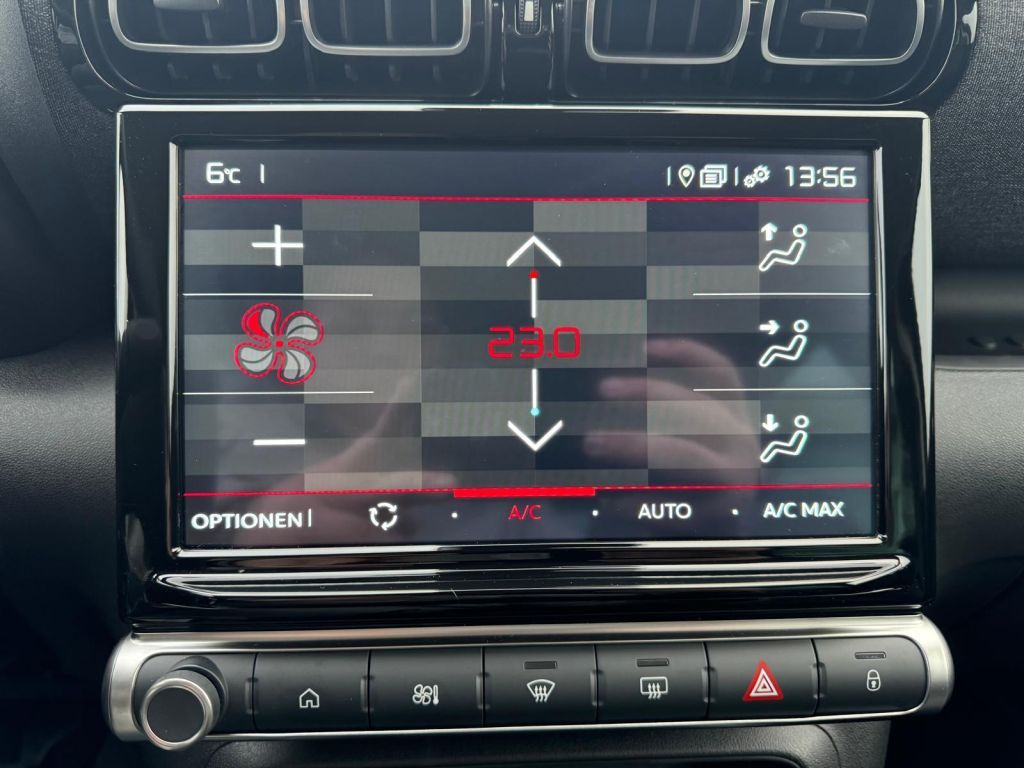 6°C
13:56
23.0
OPTIONEN
A/C
AUTO
A/C MAX